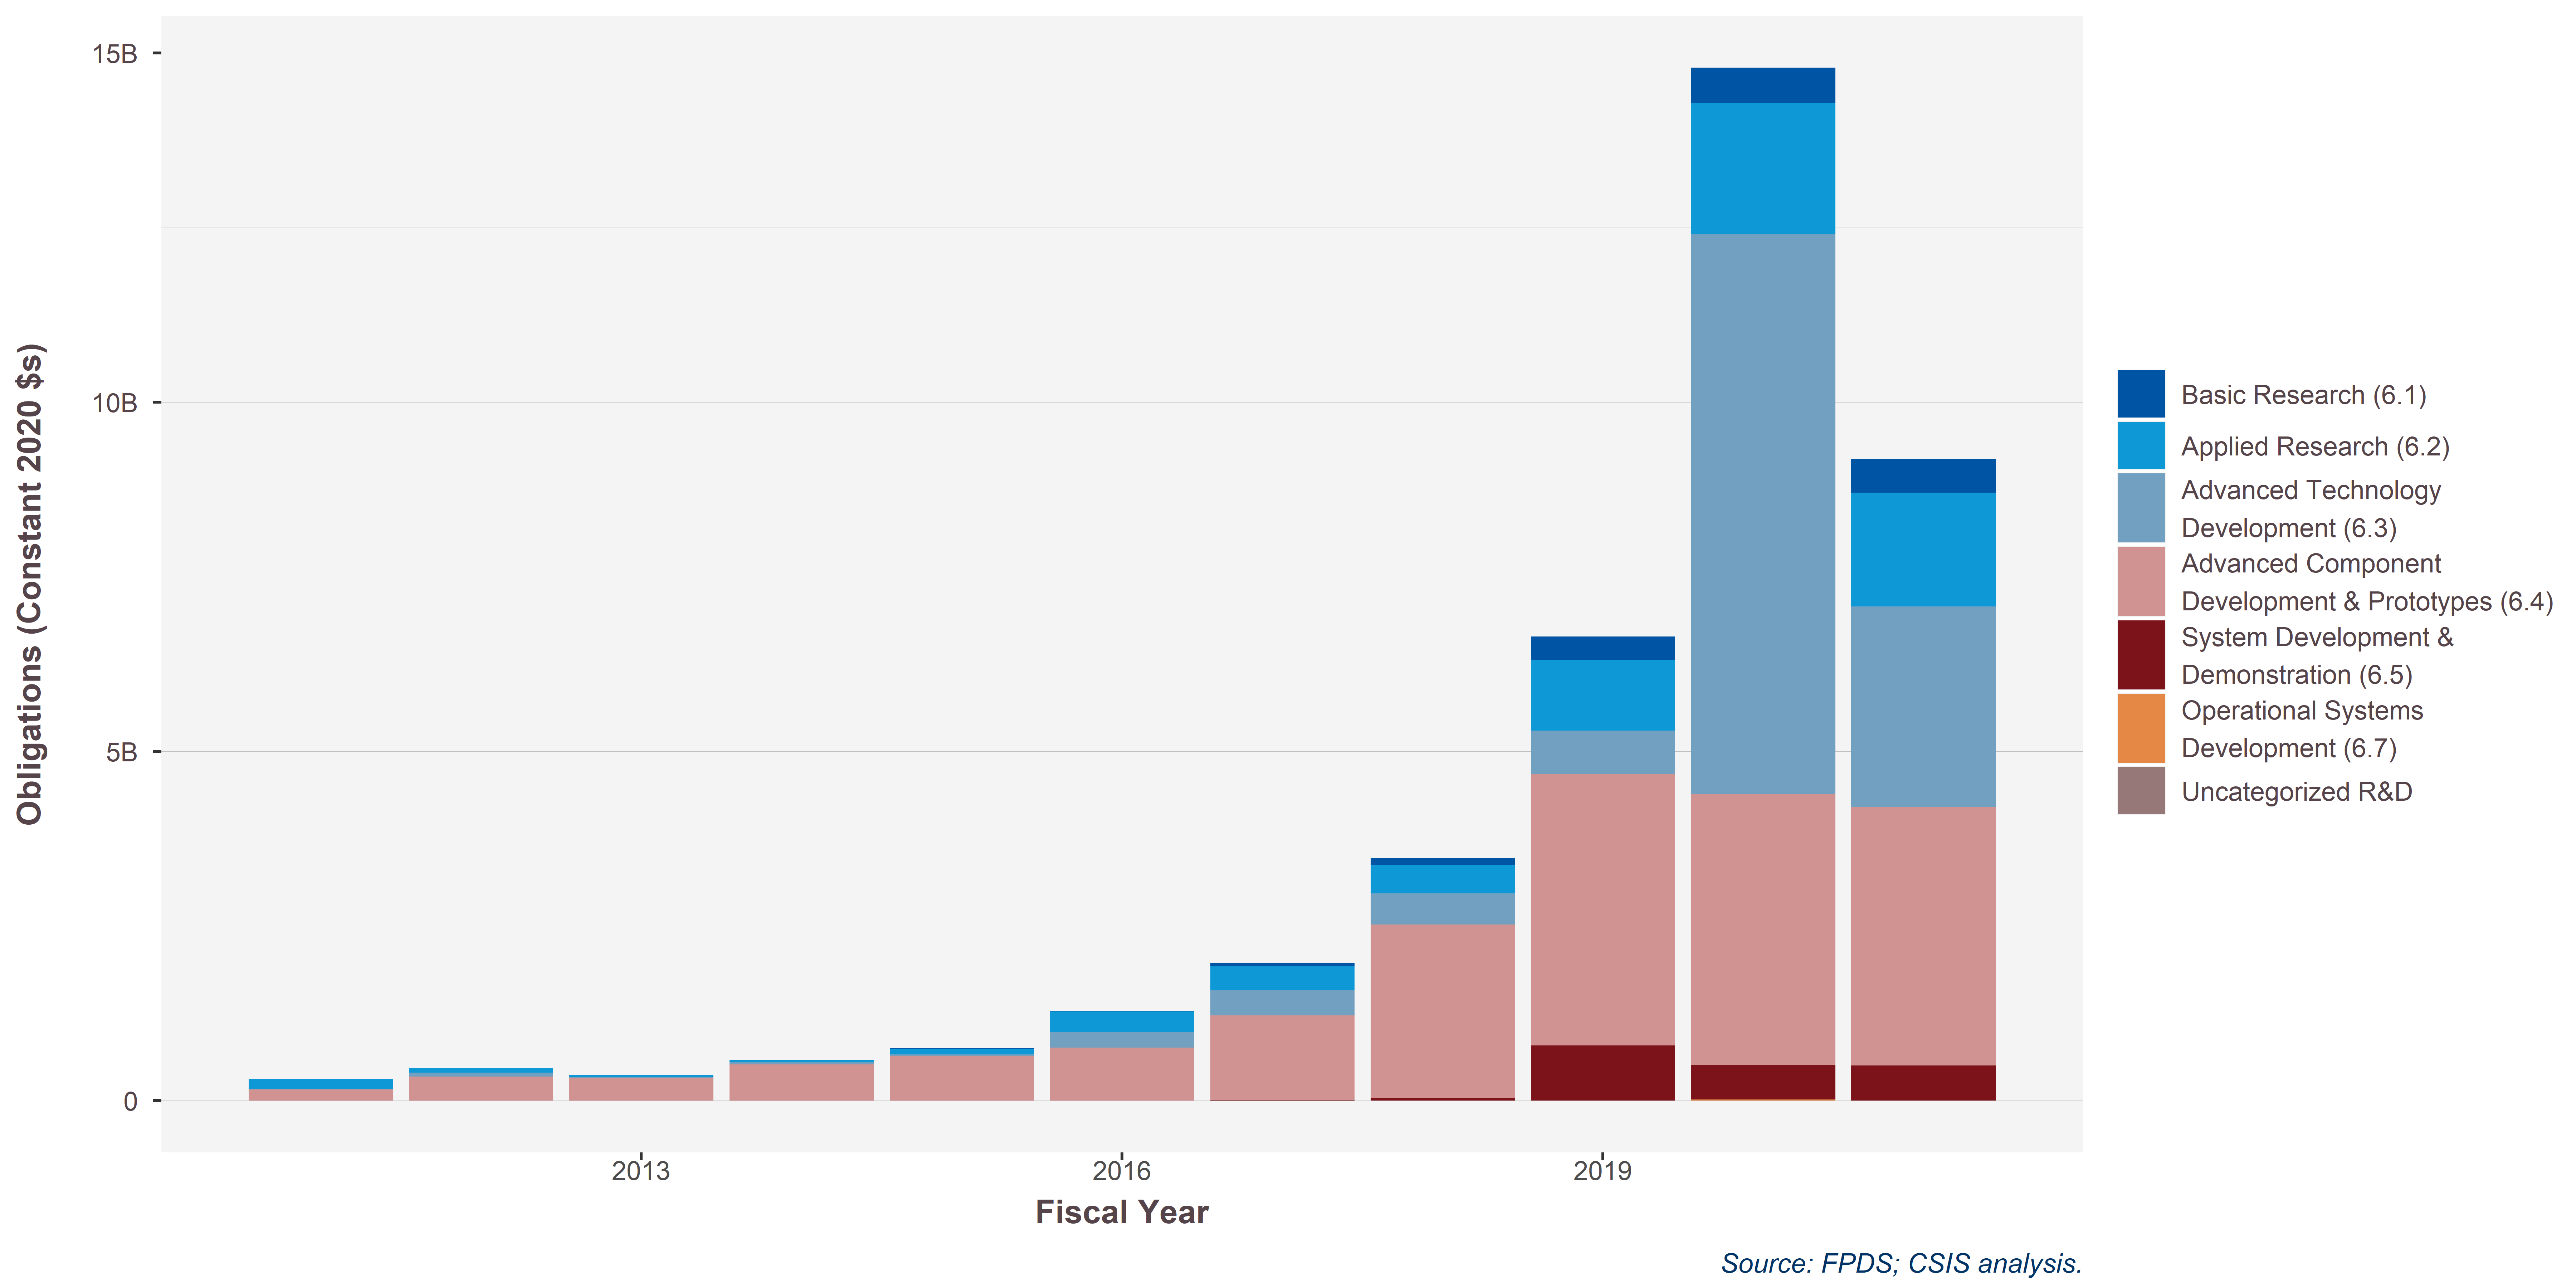 15B
10B
5B
0
Obligations (Constant 2020 $s)
2013
2016
2019
Fiscal Year
Basic Research (6.1)
Applied Research (6.2)
Advanced Technology
Development (6.3)
Advanced Component
Development & Prototypes (6.4)
System Development &
Demonstration (6.5)
Operational Systems
Development (6.7)
Uncategorized R&D
Source: FPDS; CSIS analysis.